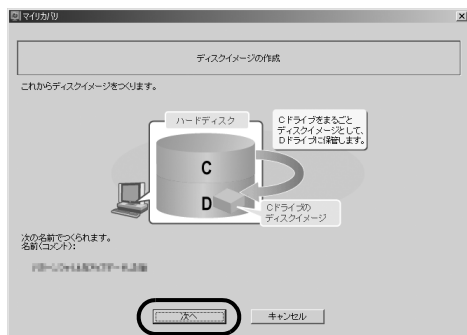 マイリカバリ
ディスクイメージの作成
これからディスクイメージをつくります。
ハードディスク
Cドライブをまるごと
ディスクイメージとして、
Dドライブに保管します。
C
D
Cドライブの
ディスクイメージ
次の名前でつくられます。
名前(コメント):
次へ
キャンセル